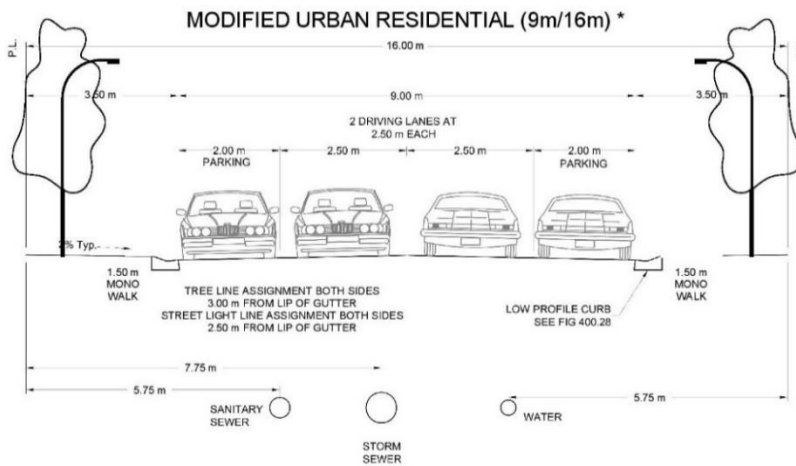 MODIFIED URBAN RESIDENTIAL (9m/16m) *
P.L.
16.00 m
3.50 m
9.00 m
3.50 m
2 DRIVING LANES AT
2.50 m EACH
2.00 m
PARKING
2.50 m
2.50 m
2.00 m
PARKING
2% Typ.
1.50 m
MONO
WALK
TREE LINE ASSIGNMENT BOTH SIDES
3.00 m FROM LIP OF GUTTER
STREET LIGHT LINE ASSIGNMENT BOTH SIDES
2.50 m FROM LIP OF GUTTER
LOW PROFILE CURB
SEE FIG 400.28
1.50 m
MONO
WALK
7.75 m
5.75 m
5.75 m
SANITARY
SEWER
STORM
SEWER
WATER